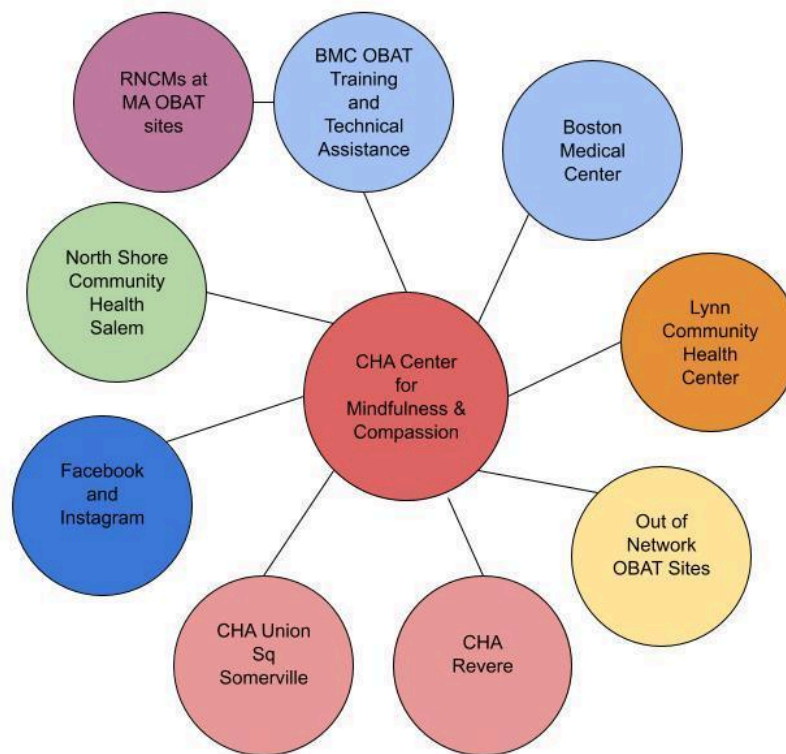 RNCMs at
MA OBAT
sites
BMC OBAT
Training
and
Technical
Assistance
Boston
Medical
Center
North Shore
Community
Health
Salem
Lynn
Community
Health
Center
CHA Center
for
Mindfulness &
Compassion
Facebook
and
Instagram
Out of
Network
OBAT Sites
CHA Union
Sq
Somerville
CHA
Revere